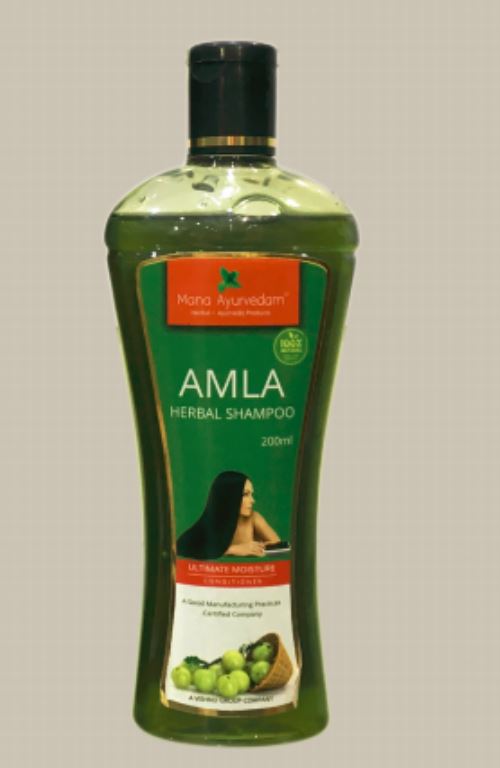 Mana Ayurvedam
Herbal - Ayurvedic Products
100%
AMLA
HERBAL SHAMPOO
200ml
ULTIMATE MOISTURE
CONDITIONER
A Good Manufacturing Practices
Certified Company
GROUP COMPANY